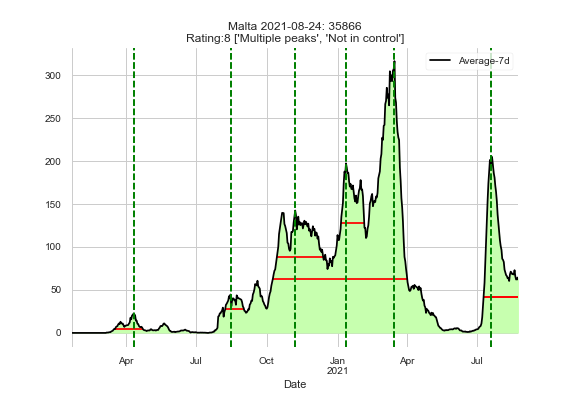 Malta 2021-08-24: 35866
Rating:8 ['Multiple peaks', 'Not in control']
Average-7d
300
250
200
150
100
50
0
Apr Jul Oct Jan Apr Jul
2021
Date